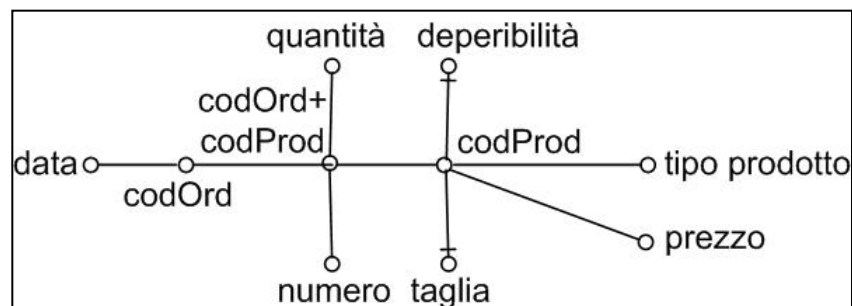 quantità deperibilità
codOrd+
codProd codProd
data tipo prodotto
codOrd
prezzo
numero taglia